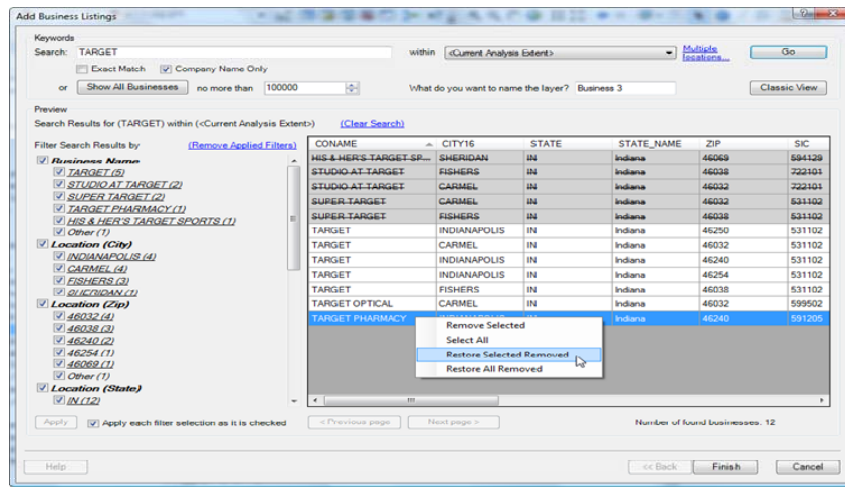 Add Business Listings
Keywords
Search: TARGET within <Current Analysis Extent> Multiple locations... Go
Exact Match Company Name Only
or Show All Businesses no more than 100000 What do you want to name the layer? Business 3 Classic View
Preview
Search Results for (TARGET) within (<Current Analysis Extent>) (Clear Search)
Filter Search Results by: (Remove Applied Filters)
Business Name
TARGET (5)
STUDIO AT TARGET (2)
SUPER TARGET (2)
TARGET PHARMACY (1)
HIS & HER'S TARGET SPORTS (1)
Other (1)
Location (City)
INDIANAPOLIS (4)
CARMEL (4)
FISHERS (3)
SHERIDAN (1)
Location (Zip)
46032 (4)
46038 (3)
46240 (2)
46254 (1)
46069 (1)
Other (1)
Location (State)
IN (12)
CONAME CITY16 STATE STATE_NAME ZIP SIC
HIS & HER'S TARGET SP... SHERIDAN IN Indiana 46069 594129
STUDIO AT TARGET FISHERS IN Indiana 46038 722101
STUDIO AT TARGET CARMEL IN Indiana 46032 722101
SUPER TARGET CARMEL IN Indiana 46032 531102
SUPER TARGET FISHERS IN Indiana 46038 531102
TARGET INDIANAPOLIS IN Indiana 46250 531102
TARGET CARMEL IN Indiana 46032 531102
TARGET INDIANAPOLIS IN Indiana 46240 531102
TARGET INDIANAPOLIS IN Indiana 46254 531102
TARGET FISHERS IN Indiana 46038 531102
TARGET OPTICAL CARMEL IN Indiana 46032 599502
TARGET PHARMACY INDIANAPOLIS IN Indiana 46240 591205
Remove Selected
Select All
Restore Selected Removed
Restore All Removed
Apply Apply each filter selection as it is checked < Previous page Next page > Number of found businesses: 12
Help << Back Finish Cancel